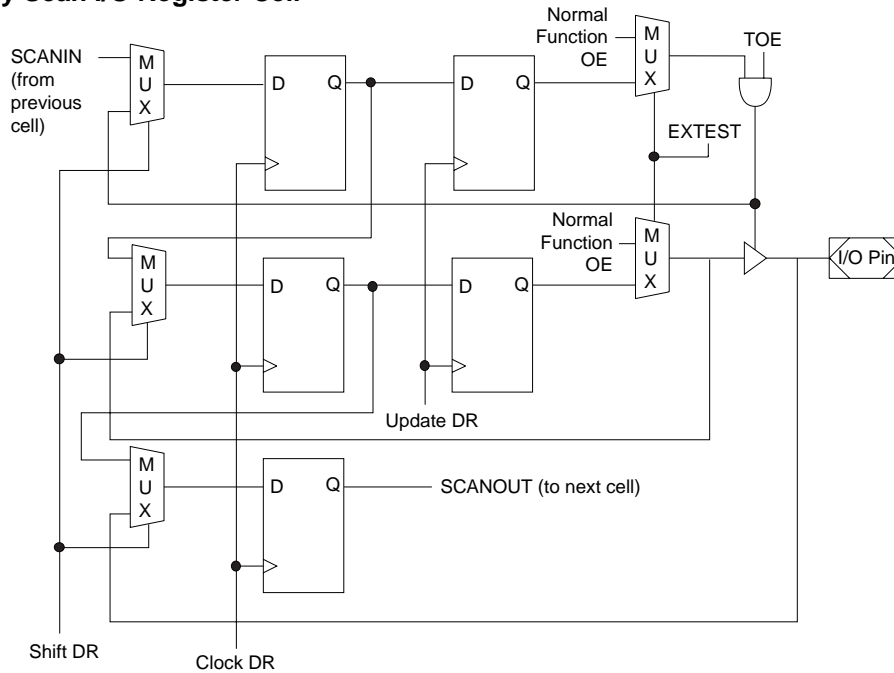 y Scan I/O Register Cell
SCANIN
(from
previous
cell)
M
U
X
D Q
D Q
Normal
Function
OE
M
U
X
TOE
EXTEST
M
U
X
D Q
D Q
Normal
Function
OE
M
U
X
I/O Pin
Update DR
M
U
X
D Q
SCANOUT (to next cell)
Shift DR
Clock DR